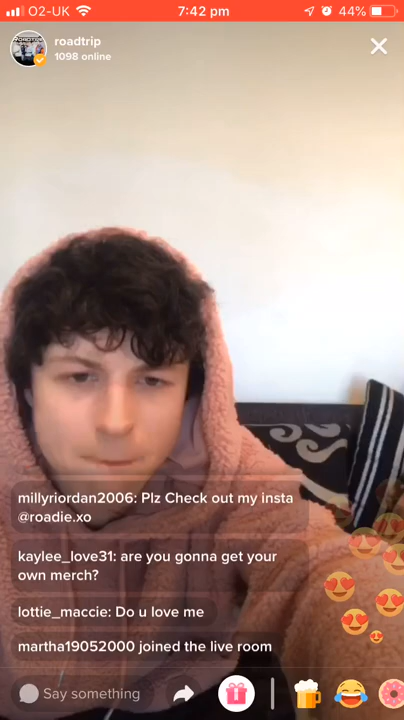 O2-UK 7:42 pm 44%
roadtrip
1098 online
millyriordan2006: Plz Check out my insta
@roadie.xo
kaylee_love31: are you gonna get your
own merch?
lottie_maccie: Do u love me
martha19052000 joined the live room
Say something